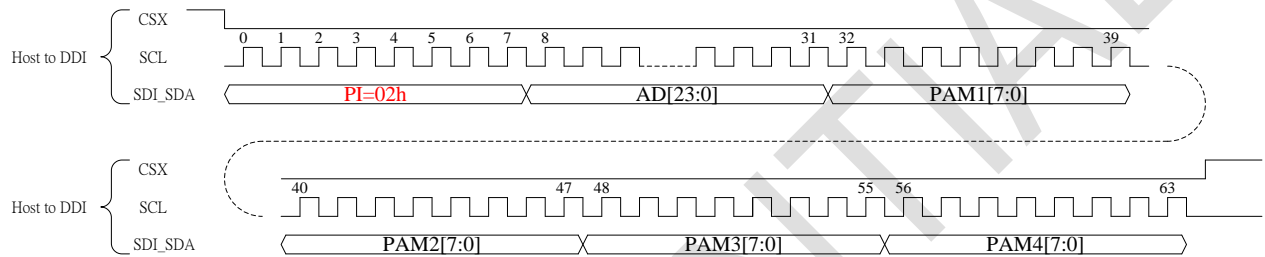 CSX
0 1 2 3 4 5 6 7 8 31 32 39
Host to DDI SCL
SDI_SDA PI=02h AD[23:0] PAM1[7:0]
CSX
40 47 48 55 56 63
Host to DDI SCL
SDI_SDA PAM2[7:0] PAM3[7:0] PAM4[7:0]